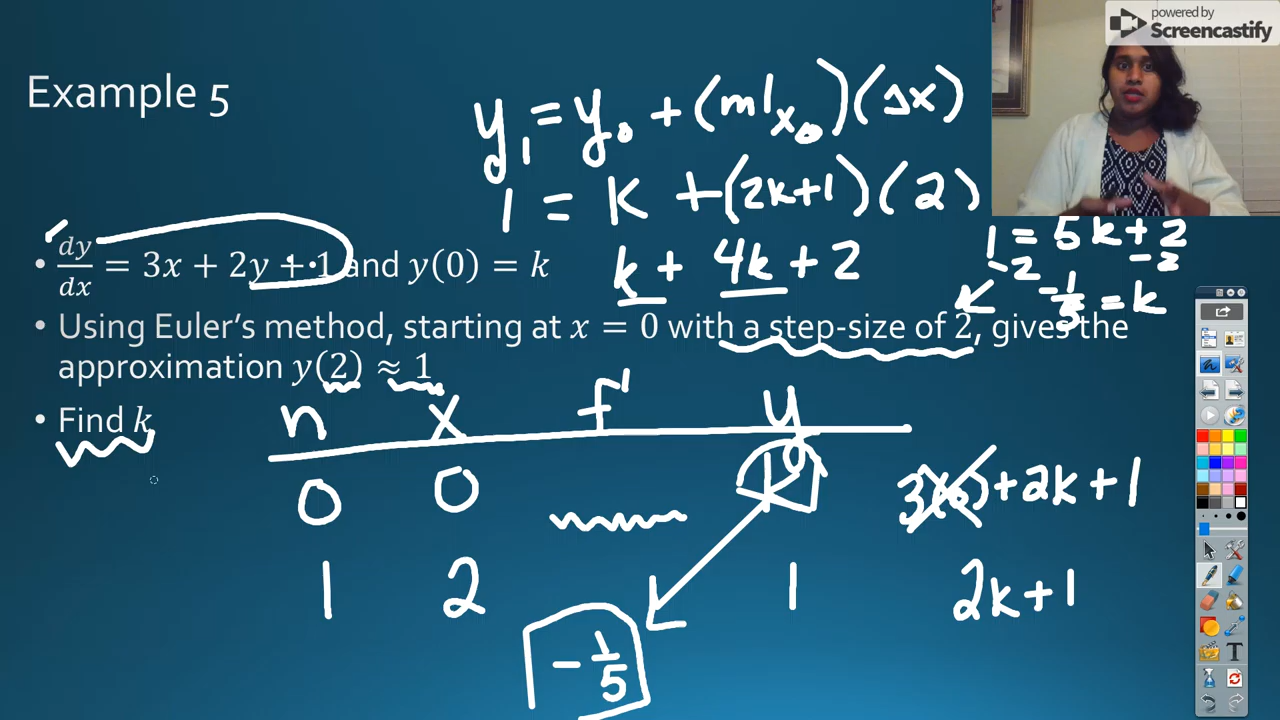 powered by
Screencastify
Example 5
y₁ = y₀ + (m|ₓ₀)(Δx)
1 = k + (2k+1)(2)
k + 4k + 2
1 = 5k + 2
-2 -2
-1/5 = k
• dy/dx = 3x + 2y + 1 and y(0) = k
• Using Euler's method, starting at x = 0 with a step-size of 2, gives the
approximation y(2) ≈ 1
• Find k
n x f' y
0 0 k
3(0)+2k+1
1 2 1
2k+1
-1/5
T